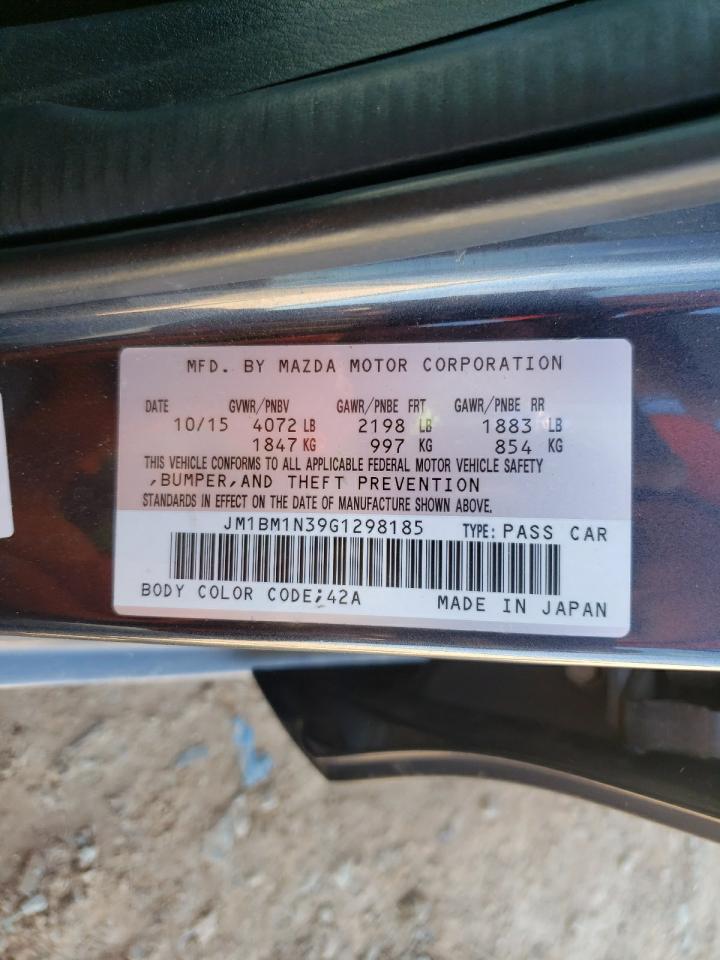 MFD. BY MAZDA MOTOR CORPORATION
DATE GVWR/PNBV GAWR/PNBE FRT GAWR/PNBE RR
10/15 4072 LB 2198 LB 1883 LB
1847 KG 997 KG 854 KG
THIS VEHICLE CONFORMS TO ALL APPLICABLE FEDERAL MOTOR VEHICLE SAFETY
,BUMPER,AND THEFT PREVENTION
STANDARDS IN EFFECT ON THE DATE OF MANUFACTURE SHOWN ABOVE.
JM1BM1N39G1298185 TYPE: PASS CAR
BODY COLOR CODE;42A MADE IN JAPAN